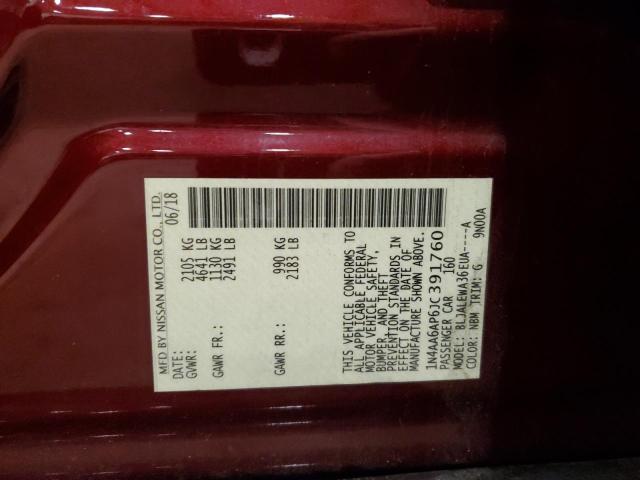 MFD BY NISSAN MOTOR CO., LTD.
06/18
GVWR: 2105 KG
4641 LB
GAWR FR.: 1130 KG
2491 LB
GAWR RR.: 990 KG
2183 LB
THIS VEHICLE CONFORMS TO
ALL APPLICABLE FEDERAL
MOTOR VEHICLE SAFETY,
BUMPER, AND THEFT
PREVENTION STANDARDS IN
EFFECT ON THE DATE OF
MANUFACTURE SHOWN ABOVE.
1N4AA6AP61C391760
PASSENGER CAR 160
MODEL: BLJALEWA36EUA----A
COLOR: NBM TRIM: G 9N00A